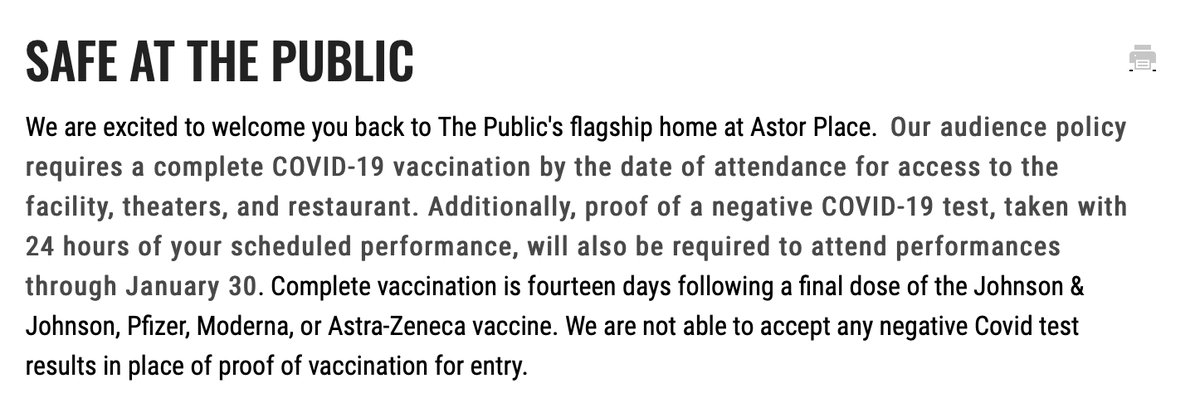 SAFE AT THE PUBLIC
We are excited to welcome you back to The Public's flagship home at Astor Place.  Our audience policy
requires a complete COVID-19 vaccination by the date of attendance for access to the
facility, theaters, and restaurant. Additionally, proof of a negative COVID-19 test, taken with
24 hours of your scheduled performance, will also be required to attend performances
through January 30. Complete vaccination is fourteen days following a final dose of the Johnson &
Johnson, Pfizer, Moderna, or Astra-Zeneca vaccine. We are not able to accept any negative Covid test
results in place of proof of vaccination for entry.